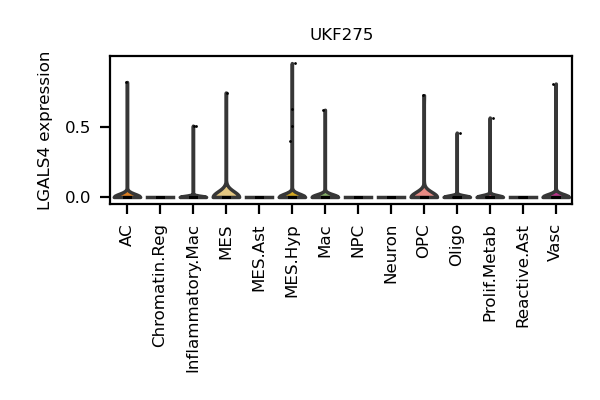 UKF275
LGALS4 expression
0.5
0.0
AC
Chromatin.Reg
Inflammatory.Mac
MES
MES.Ast
MES.Hyp
Mac
NPC
Neuron
OPC
Oligo
Prolif.Metab
Reactive.Ast
Vasc